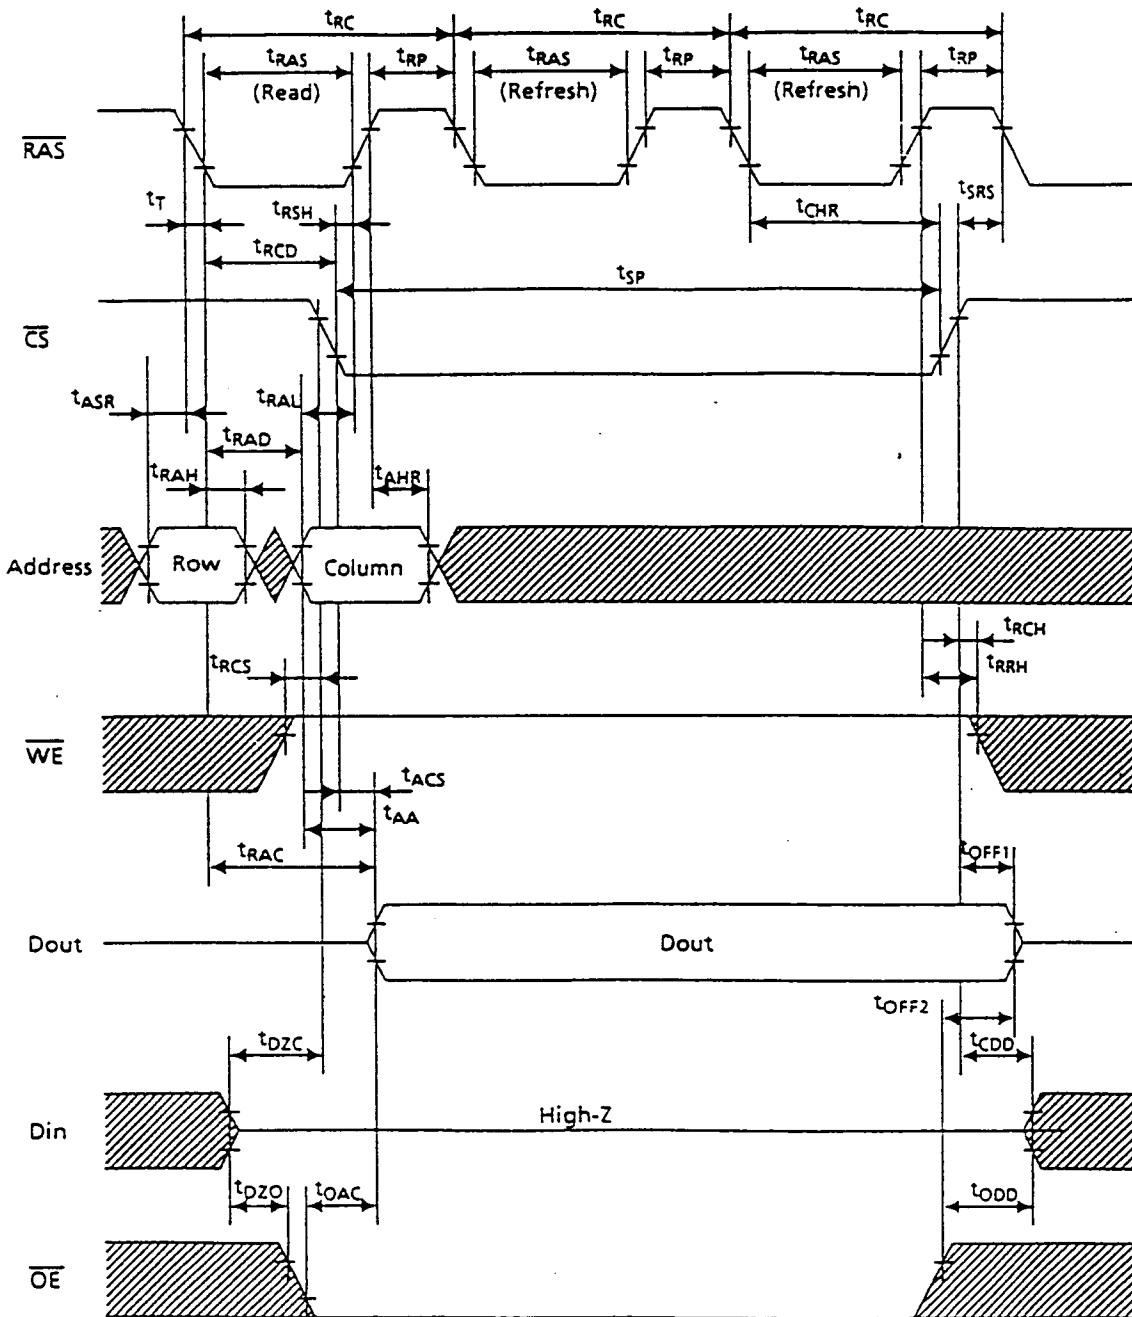 tRC tRC tRC
tRAS tRP tRAS tRP tRAS tRP
(Read) (Refresh) (Refresh)
RAS
tT tRSH tCHR tSRS
tRCD
tSP
CS
tASR tRAL
tRAD
tRAH tAHR
Address Row Column
tRCH
tRCS tRRH
WE
tACS
tAA
tRAC tOFF1
Dout Dout
tOFF2
tDZC tCDD
High-Z
Din
tDZO tOAC tODD
OE